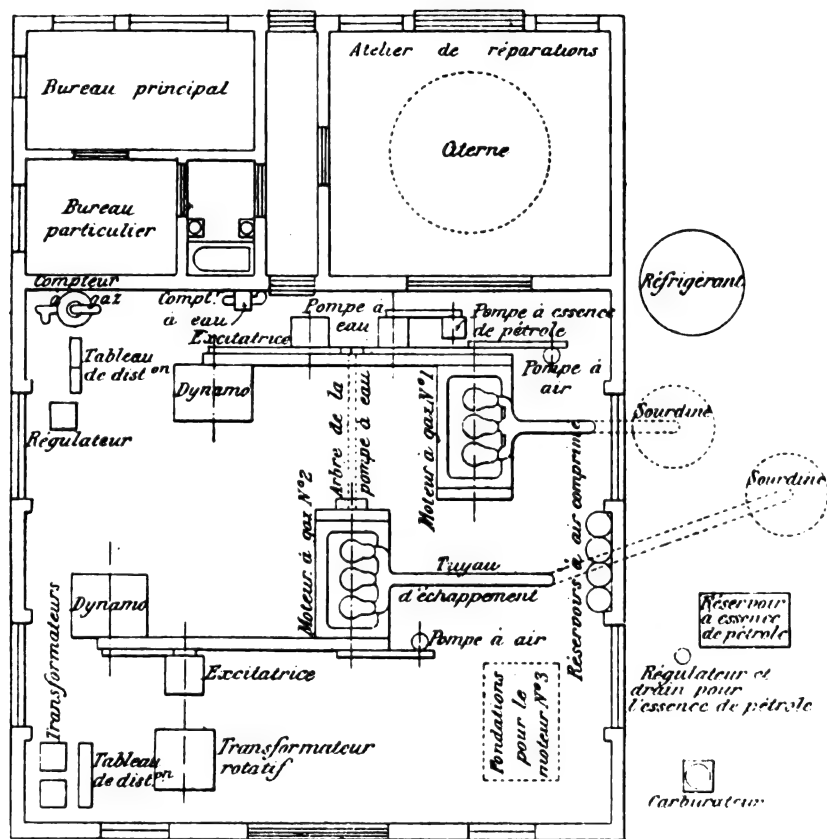 Atelier de réparations
Bureau principal
Citerne
Bureau
particulier
Réfrigérant
Compteur
à gaz
Compt.r
à eau
Pompe à
eau
Pompe à essence
de pétrole
Excitatrice
Tableau
de dist.on
Dynamo
Pompe à
air
Régulateur
Arbre de la
pompe à eau
Moteur à gaz N°1
Sourdine
Sourdine
Moteur à gaz N°2
Réservoirs à air comprimé
Tuyau
d'échappement
Dynamo
Réservoir
à essence
de pétrole
Pompe à air
Transformateurs
Excitatrice
Fondations
pour le
moteur N°3
Régulateur et
drain pour
l'essence de pétrole
Tableau
de dist.on
Transformateur
rotatif
Carburateur